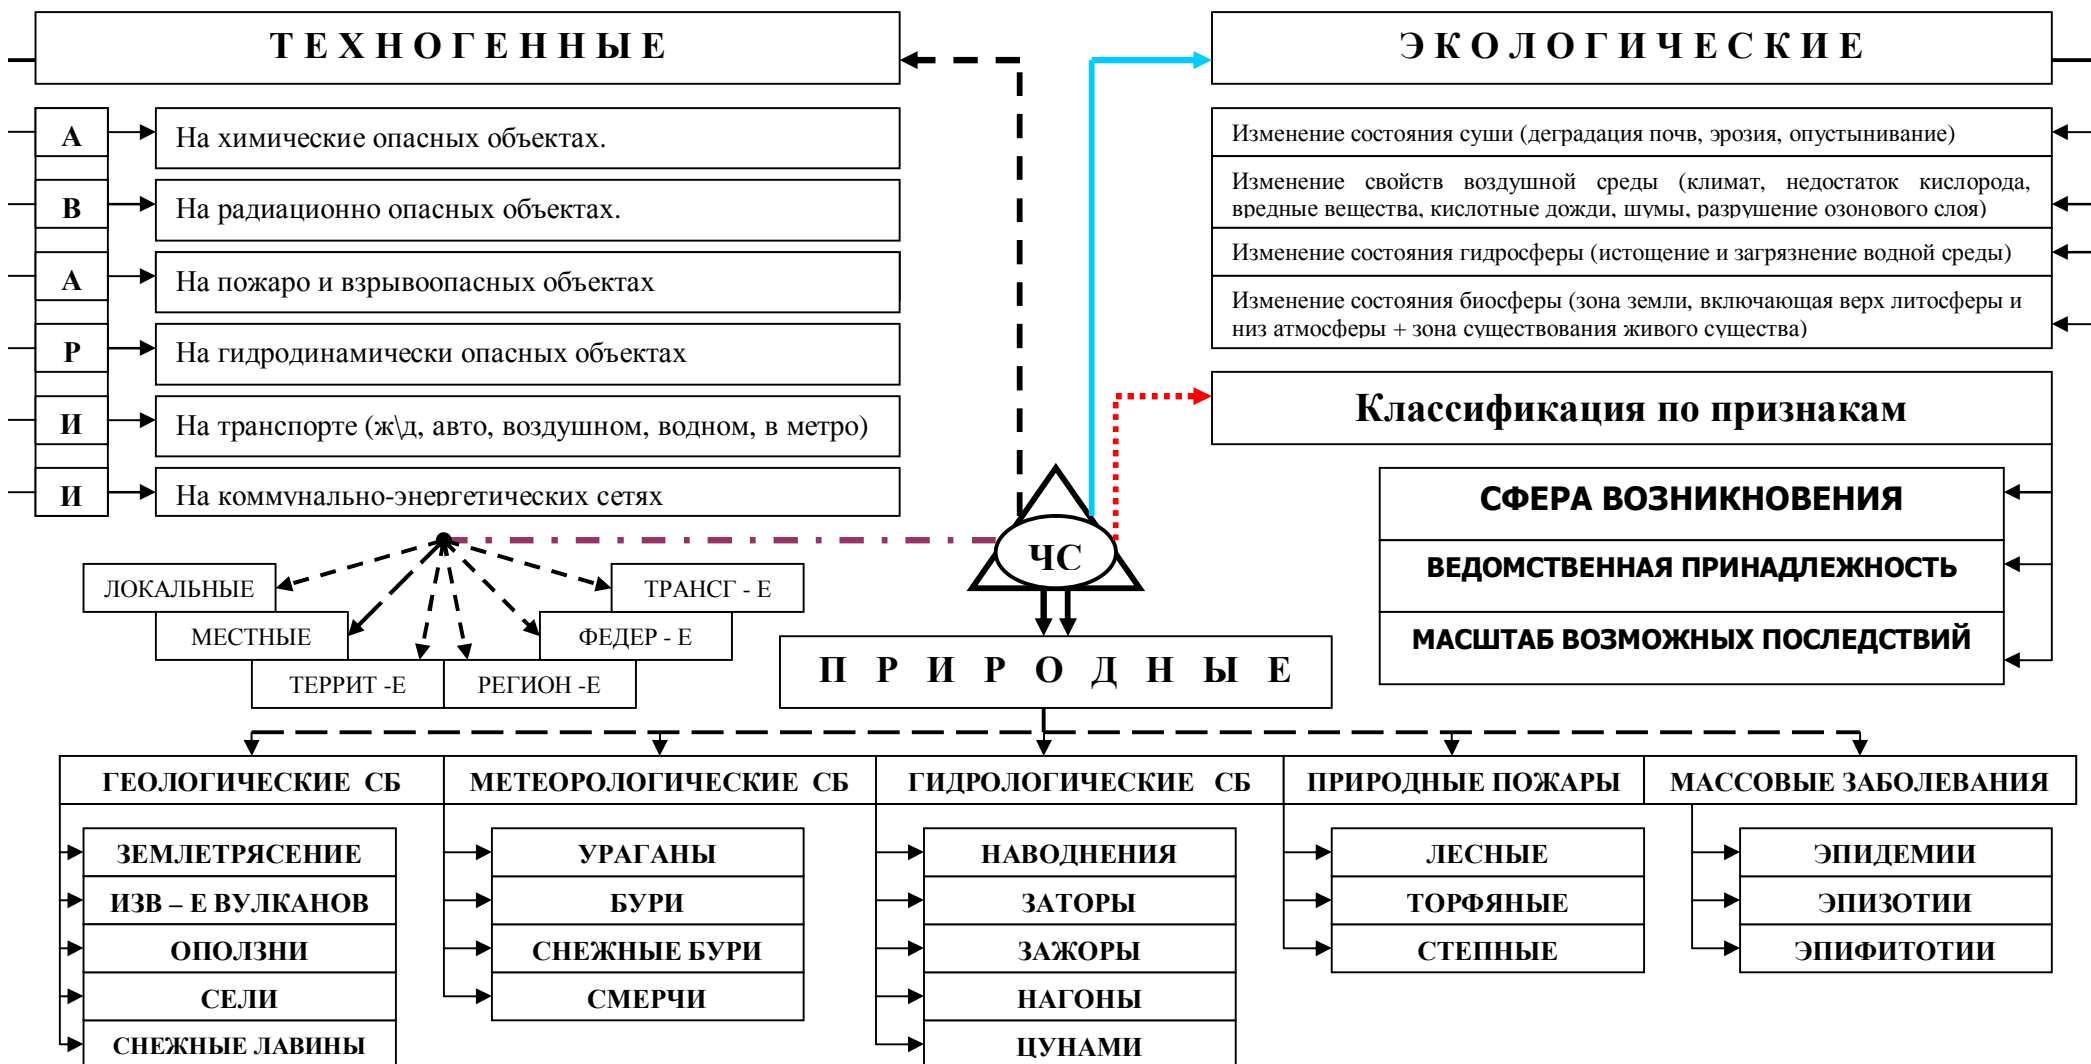 ТЕХНОГЕННЫЕ
А
На химические опасных объектах.
В
На радиационно опасных объектах.
А
На пожаро и взрывоопасных объектах
Р
На гидродинамически опасных объектах
И
На транспорте (ж\д, авто, воздушном, водном, в метро)
И
На коммунально-энергетических сетях
ЭКОЛОГИЧЕСКИЕ
Изменение состояния суши (деградация почв, эрозия, опустынивание)
Изменение свойств воздушной среды (климат, недостаток кислорода,
вредные вещества, кислотные дожди, шумы, разрушение озонового слоя)
Изменение состояния гидросферы (истощение и загрязнение водной среды)
Изменение состояния биосферы (зона земли, включающая верх литосферы и
низ атмосферы + зона существования живого существа)
Классификация по признакам
СФЕРА ВОЗНИКНОВЕНИЯ
ВЕДОМСТВЕННАЯ ПРИНАДЛЕЖНОСТЬ
МАСШТАБ ВОЗМОЖНЫХ ПОСЛЕДСТВИЙ
ЧС
ЛОКАЛЬНЫЕ
ТРАНСГ - Е
МЕСТНЫЕ
ФЕДЕР - Е
ТЕРРИТ -Е
РЕГИОН -Е
ПРИРОДНЫЕ
ГЕОЛОГИЧЕСКИЕ СБ
ЗЕМЛЕТРЯСЕНИЕ
ИЗВ – Е ВУЛКАНОВ
ОПОЛЗНИ
СЕЛИ
СНЕЖНЫЕ ЛАВИНЫ
МЕТЕОРОЛОГИЧЕСКИЕ СБ
УРАГАНЫ
БУРИ
СНЕЖНЫЕ БУРИ
СМЕРЧИ
ГИДРОЛОГИЧЕСКИЕ СБ
НАВОДНЕНИЯ
ЗАТОРЫ
ЗАЖОРЫ
НАГОНЫ
ЦУНАМИ
ПРИРОДНЫЕ ПОЖАРЫ
ЛЕСНЫЕ
ТОРФЯНЫЕ
СТЕПНЫЕ
МАССОВЫЕ ЗАБОЛЕВАНИЯ
ЭПИДЕМИИ
ЭПИЗОТИИ
ЭПИФИТОТИИ